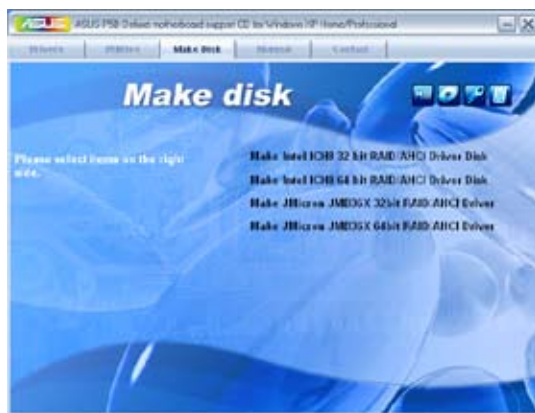 ASUS P5B Deluxe motherboard support CD for Windows XP Home/Professional
Drivers Utilities Make Disk Manual Contact
Make disk
Please select items on the right side.
Make Intel ICH8 32 bit RAID/AHCI Driver Disk
Make Intel ICH8 64 bit RAID/AHCI Driver Disk
Make JMicron JMB36X 32bit RAID/AHCI Driver
Make JMicron JMB36X 64bit RAID/AHCI Driver